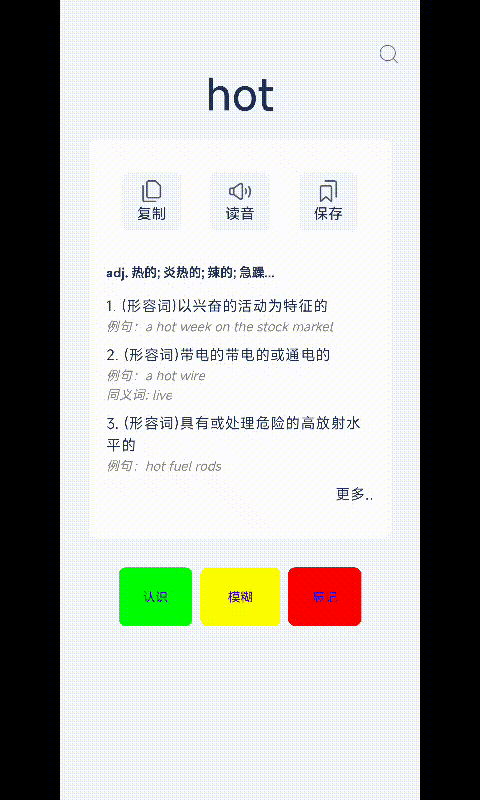 hot
复制 读音 保存
adj. 热的; 炎热的; 辣的; 急躁...
1. (形容词)以兴奋的活动为特征的
例句：a hot week on the stock market
2. (形容词)带电的带电的或通电的
例句：a hot wire
同义词: live
3. (形容词)具有或处理危险的高放射水
平的
例句：hot fuel rods
更多..
认识 模糊 忘记